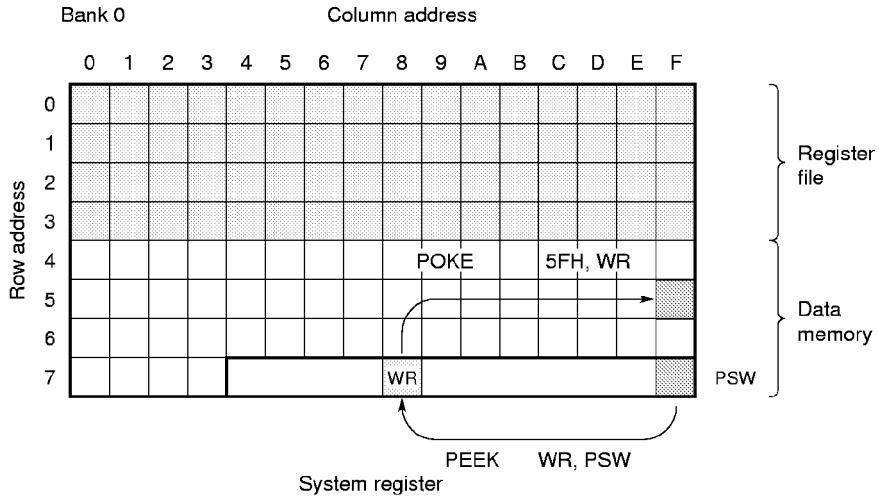 Bank 0 Column address
0 1 2 3 4 5 6 7 8 9 A B C D E F
Row address
0
1
2
3
4
5
6
7
Register
file
POKE 5FH, WR
Data
memory
WR
PSW
PEEK WR, PSW
System register